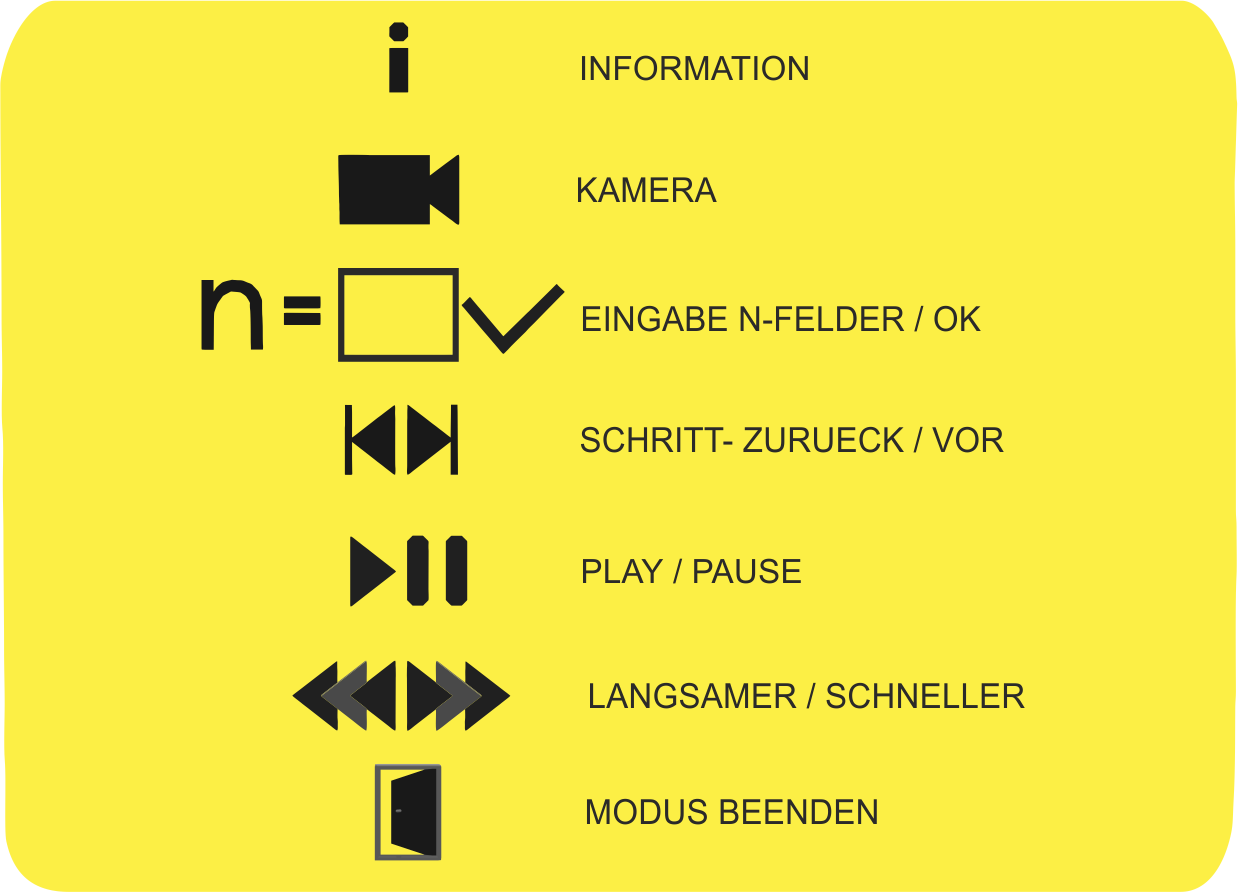 i INFORMATION
KAMERA
n= EINGABE N-FELDER / OK
SCHRITT- ZURUECK / VOR
PLAY / PAUSE
LANGSAMER / SCHNELLER
MODUS BEENDEN